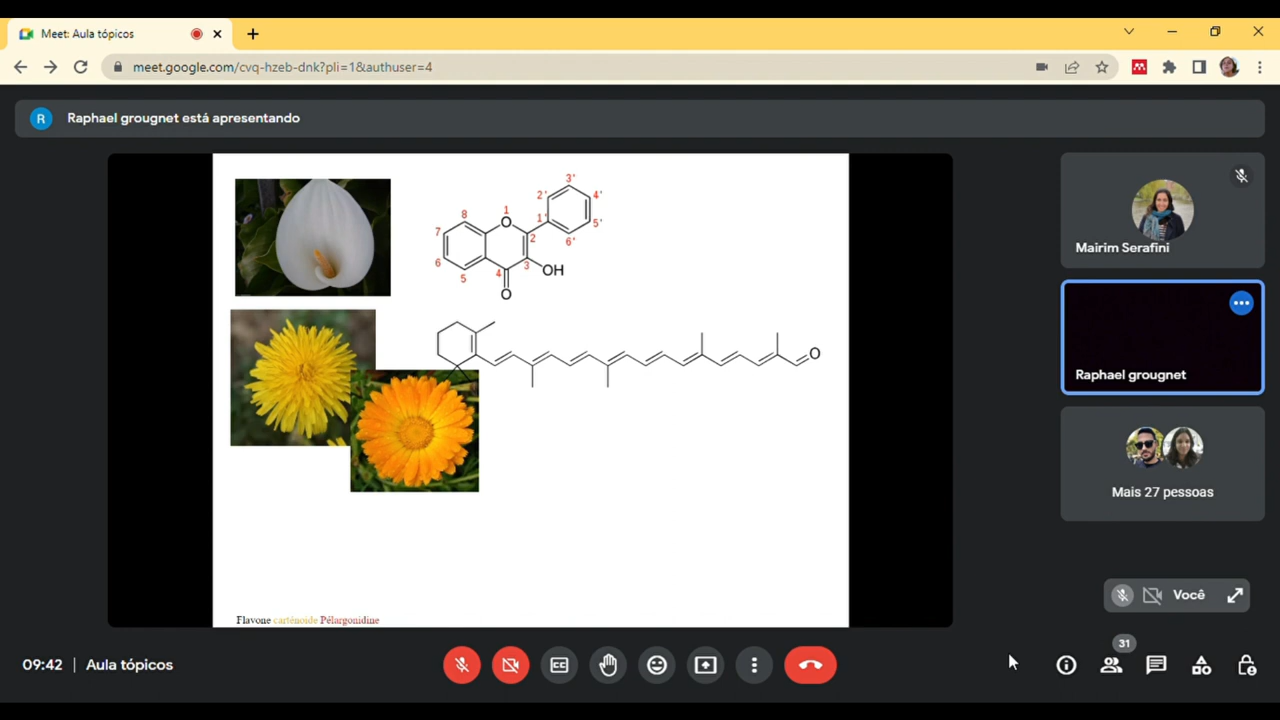 Meet: Aula tópicos
meet.google.com/cvq-hzeb-dnk?pli=1&authuser=4
R
Raphael grougnet está apresentando
1
2
3
4
5
6
7
8
1'
2'
3'
4'
5'
6'
O
OH
O
O
Flavone carténoide Pélargonidine
Mairim Serafini
Raphael grougnet
Mais 27 pessoas
Você
09:42 | Aula tópicos
31